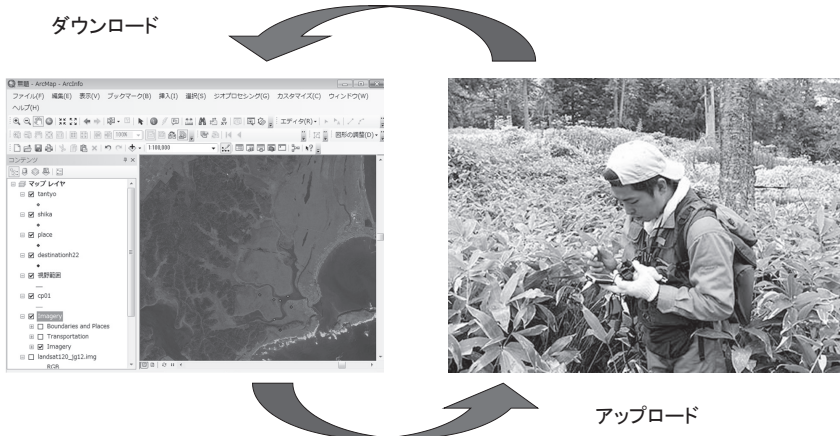 ダウンロード
無題 - ArcMap - ArcInfo
ファイル(F) 編集(E) 表示(V) ブックマーク(B) 挿入(I) 選択(S) ジオプロセシング(G) カスタマイズ(C) ウィンドウ(W)
ヘルプ(H)
エディタ(R)
100%
図形の調整(D)
1:100,000
コンテンツ
マップ レイヤ
tantyo
shika
place
destinationh22
視野範囲
cp01
Imagery
Boundaries and Places
Transportation
Imagery
landsat120_jg12.img
RGB
アップロード